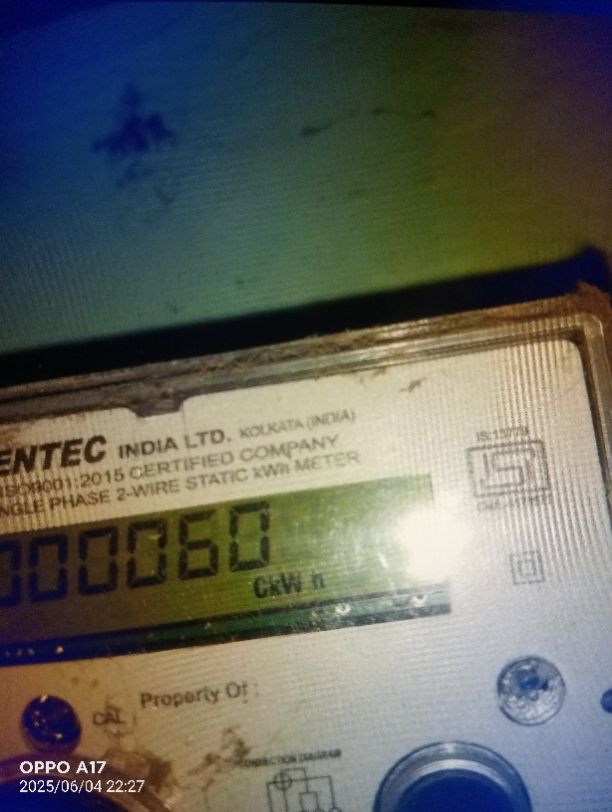 ENTEC INDIA LTD. KOLKATA (INDIA)
ISO9001:2015 CERTIFIED COMPANY
NGLE PHASE 2-WIRE STATIC kWh METER
IS:13779
ISI
000060
CkW h
CAL
Property Of :
CONNECTION DIAGRAM
OPPO A17
2025/06/04 22:27